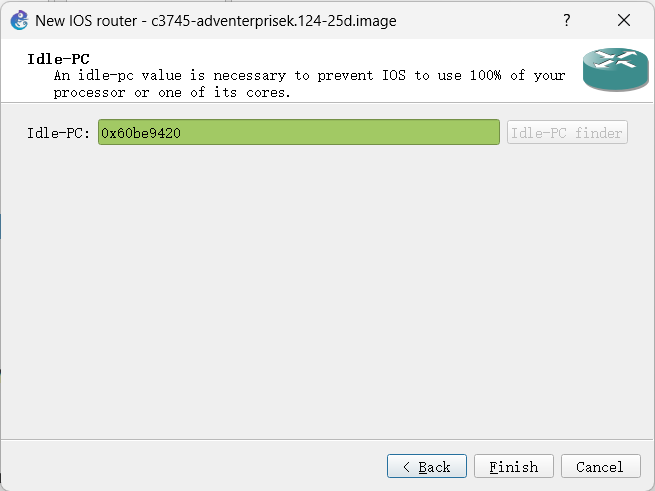 New IOS router - c3745-adventerprisek.124-25d.image
?
Idle-PC
An idle-pc value is necessary to prevent IOS to use 100% of your
processor or one of its cores.
Idle-PC: 0x60be9420 Idle-PC finder
< Back Finish Cancel